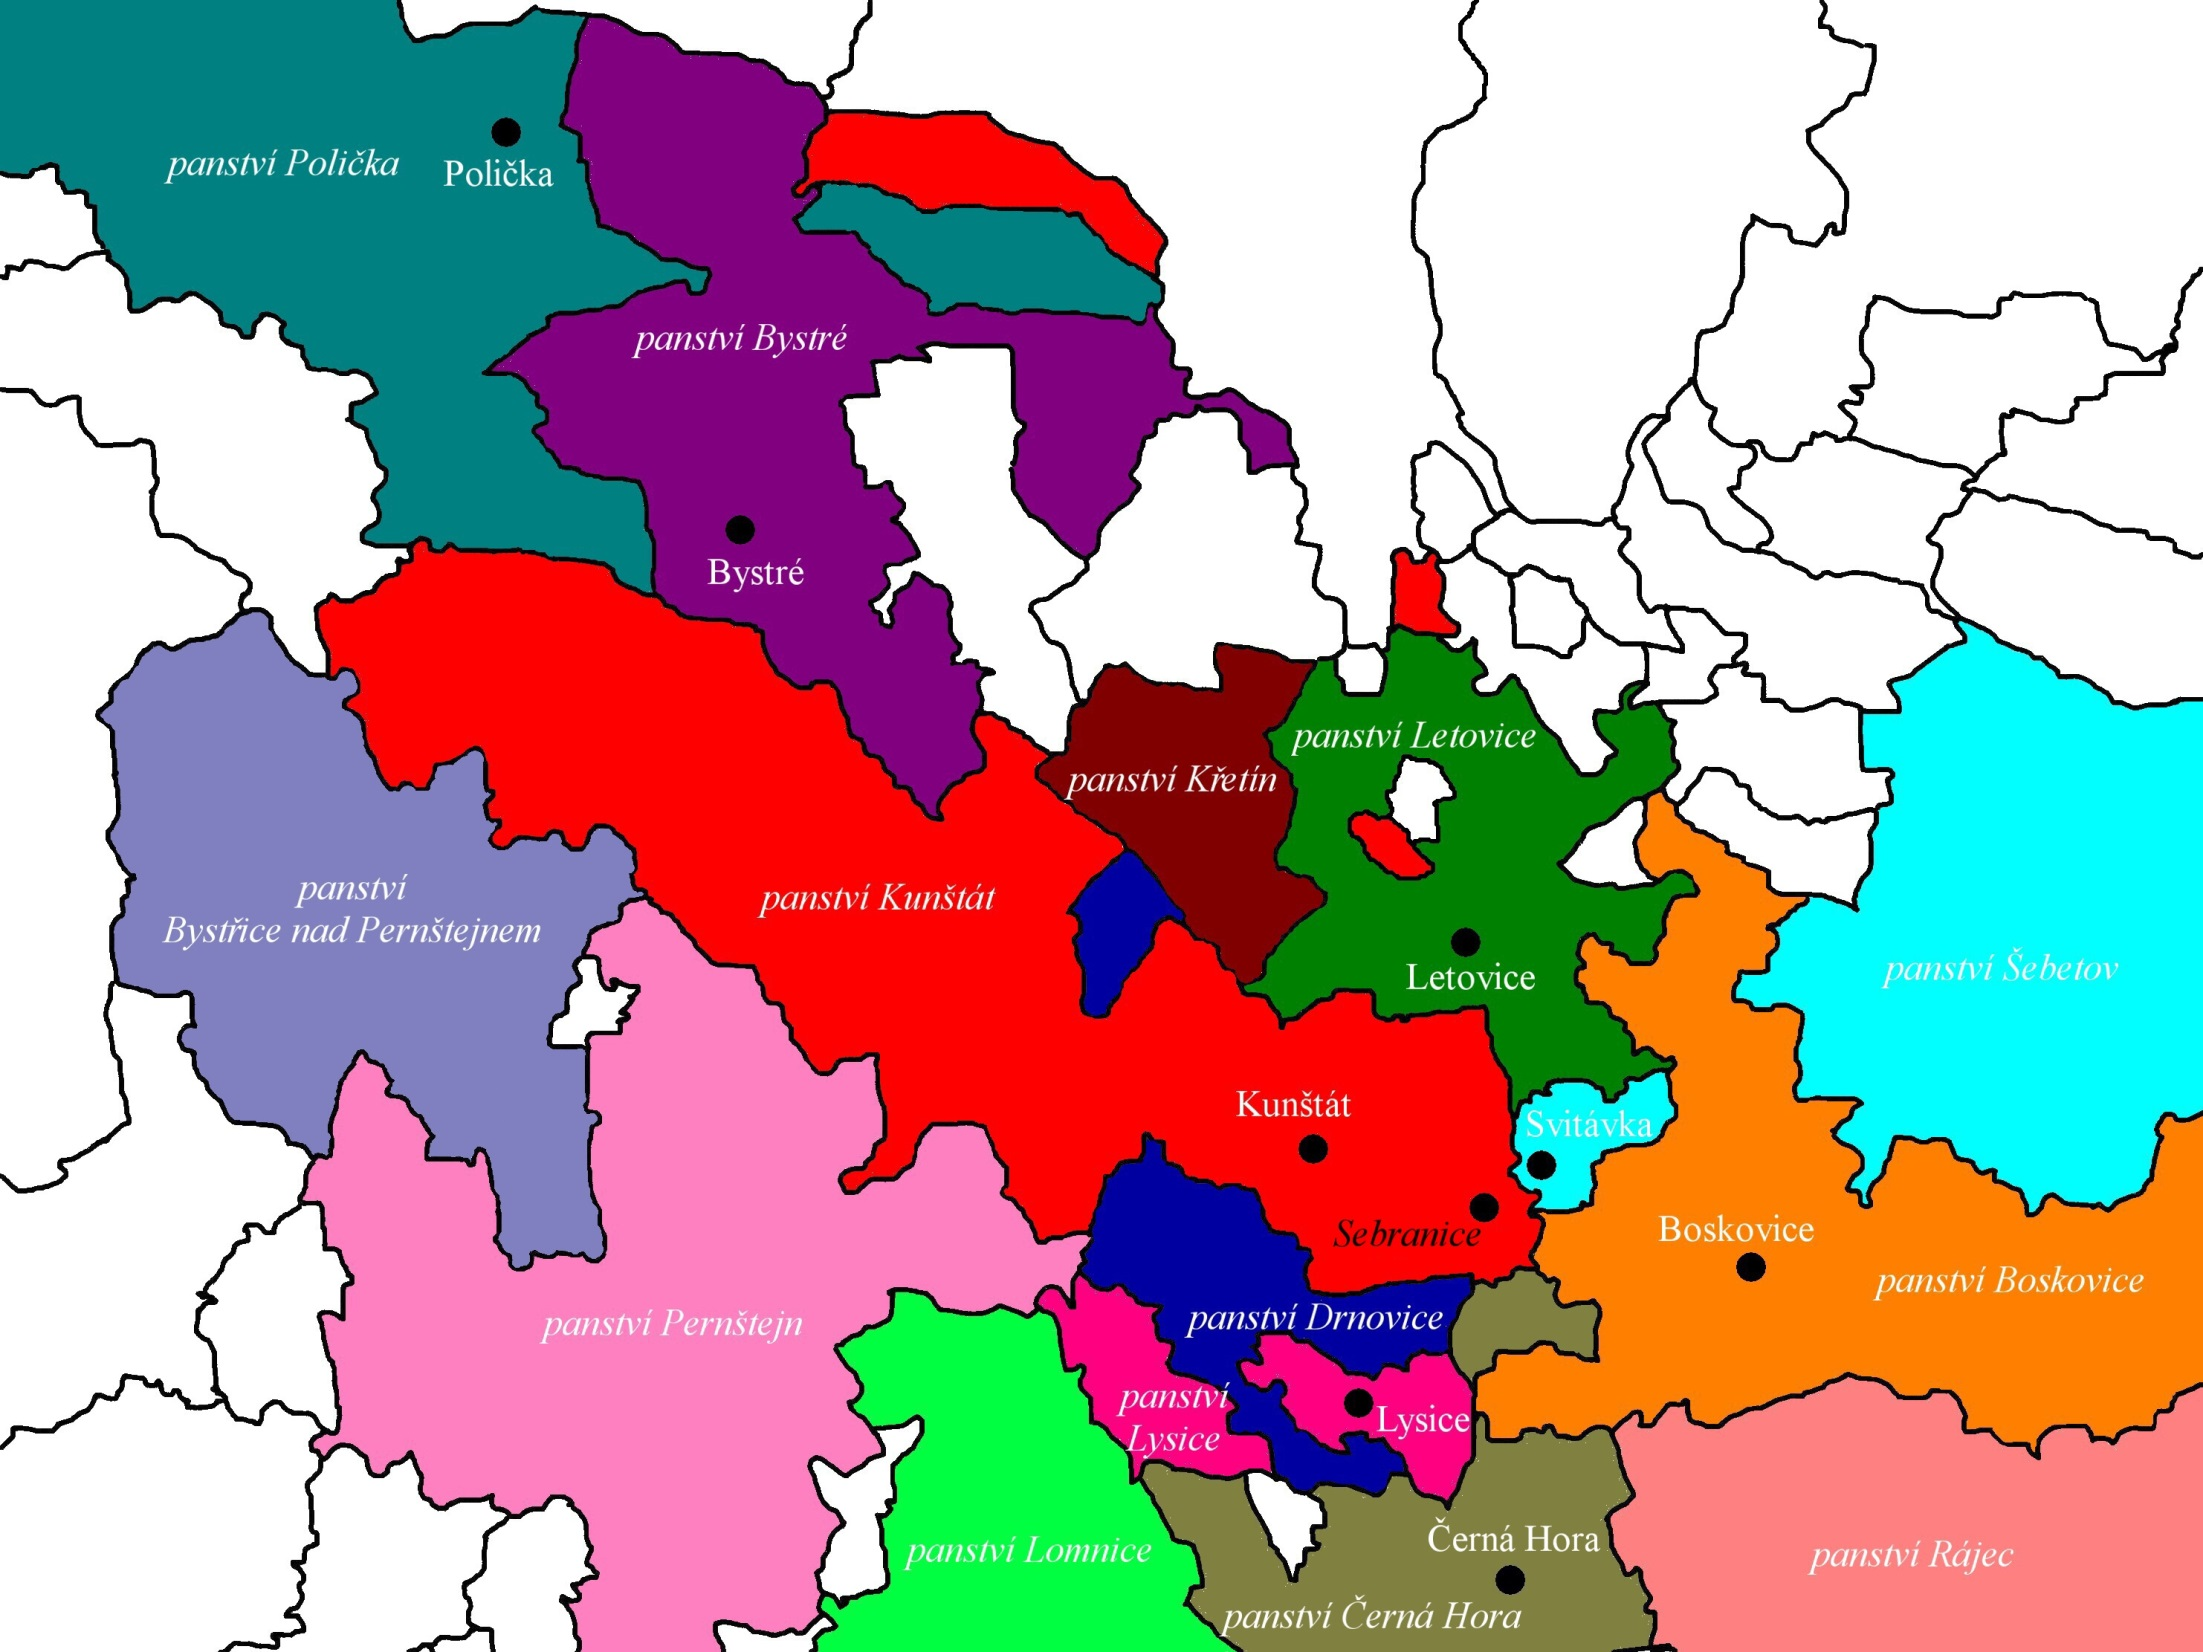 panství Polička
Polička
panství Bystré
Bystré
panství Letovice
panství Křetín
panství
Bystřice nad Pernštejnem
panství Kunštát
Letovice
panství Šebetov
Kunštát
Svitávka
Sebranice
Boskovice
panství Boskovice
panství Pernštejn
panství Drnovice
panství
Lysice
Lysice
panství Lomnice
Černá Hora
panství Rájec
panství Černá Hora